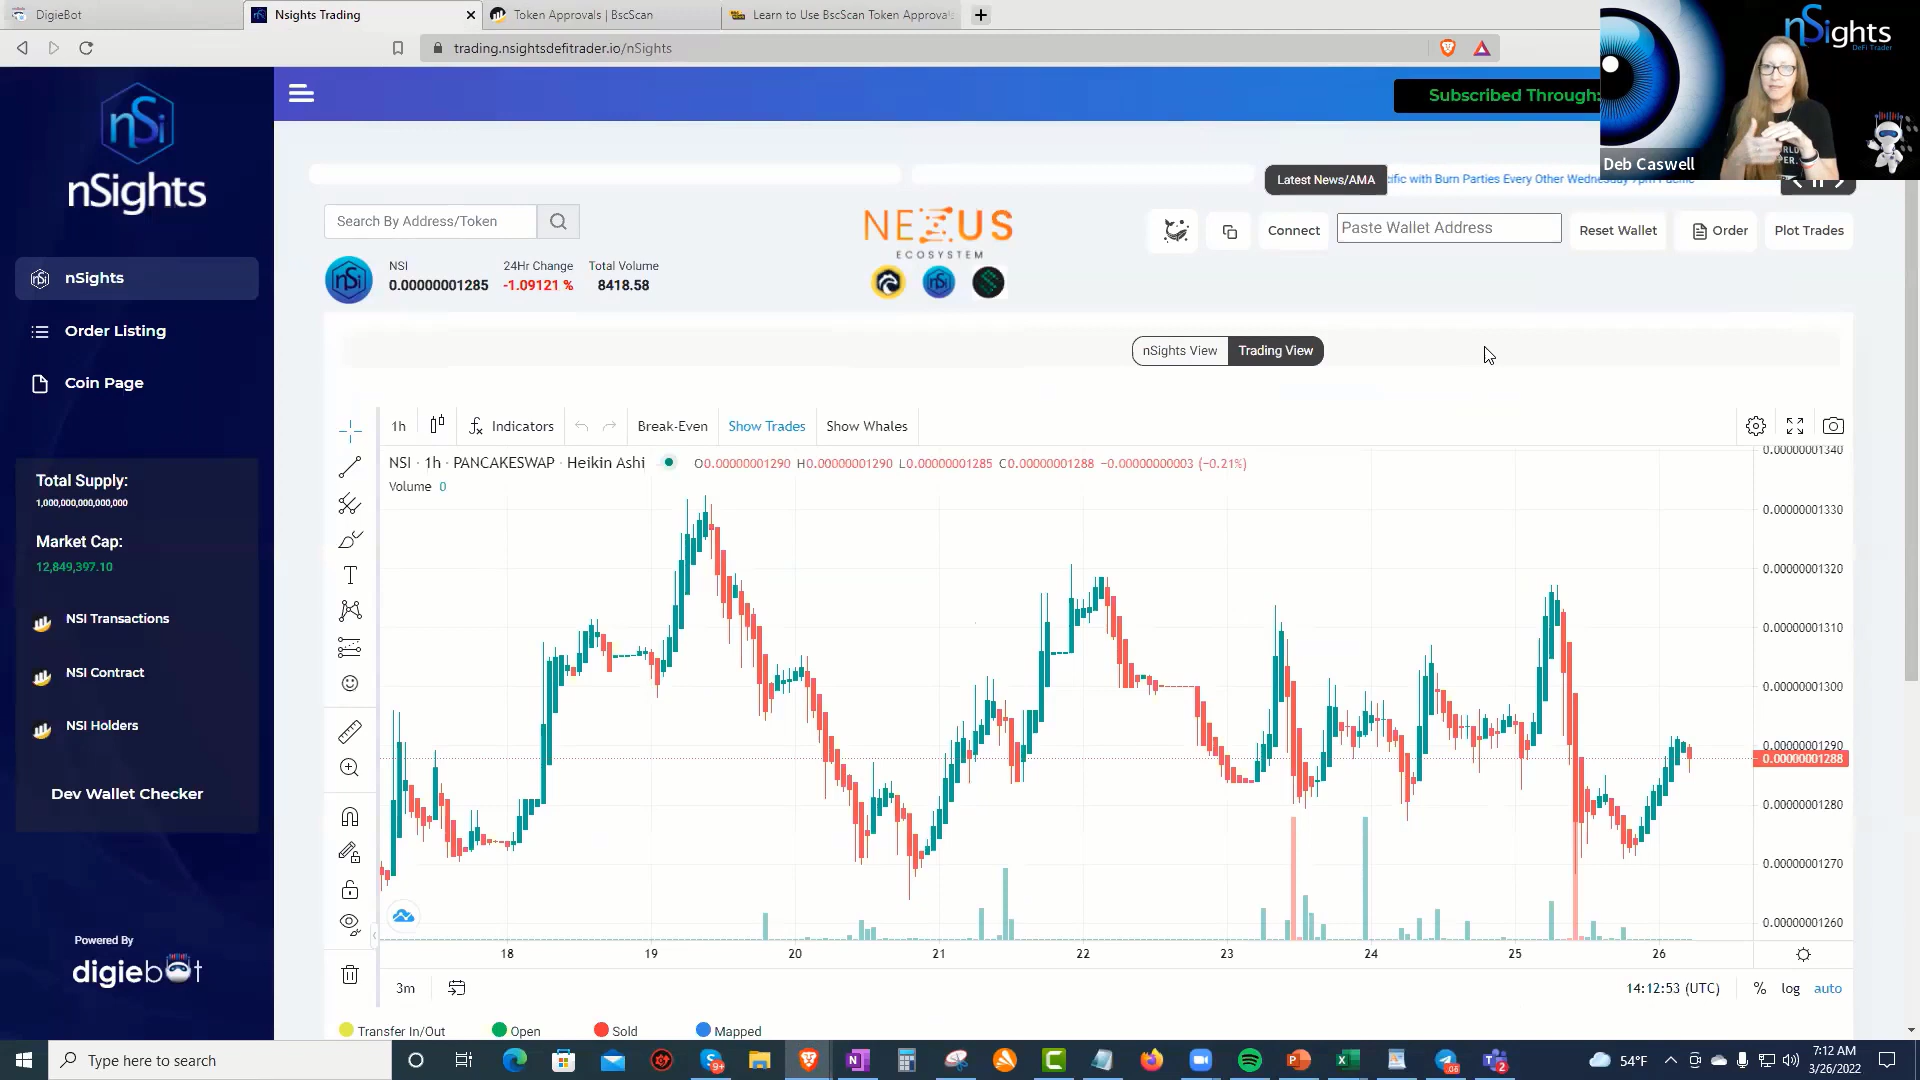 DigieBot
Nsights Trading
Token Approvals | BscScan
Learn to Use BscScan Token Approval
trading.nsightsdefitrader.io/nSights
nSights
DeFi Trader
Deb Caswell
nSi
nSights
Subscribed Through:
Latest News/AMA
cific with Burn Parties Every Other Wednesday 7pm Pacific
Search By Address/Token
NEXUS
ECOSYSTEM
Connect
Paste Wallet Address
Reset Wallet
Order
Plot Trades
NSI
0.00000001285
24Hr Change
-1.09121 %
Total Volume
8418.58
nSights
Order Listing
Coin Page
nSights View
Trading View
1h
Indicators
Break-Even
Show Trades
Show Whales
NSI · 1h · PANCAKESWAP · Heikin Ashi
O0.00000001290 H0.00000001290 L0.00000001285 C0.00000001288 −0.00000000003 (−0.21%)
Volume 0
Total Supply:
1,000,000,000,000,000
Market Cap:
12,849,397.10
NSI Transactions
NSI Contract
NSI Holders
Dev Wallet Checker
Powered By
digiebot
0.00000001340
0.00000001330
0.00000001320
0.00000001310
0.00000001300
0.00000001290
0.00000001288
0.00000001280
0.00000001270
0.00000001260
18 19 20 21 22 23 24 25 26
3m
14:12:53 (UTC)
%
log
auto
Transfer In/Out
Open
Sold
Mapped
Type here to search
54°F
7:12 AM
3/26/2022